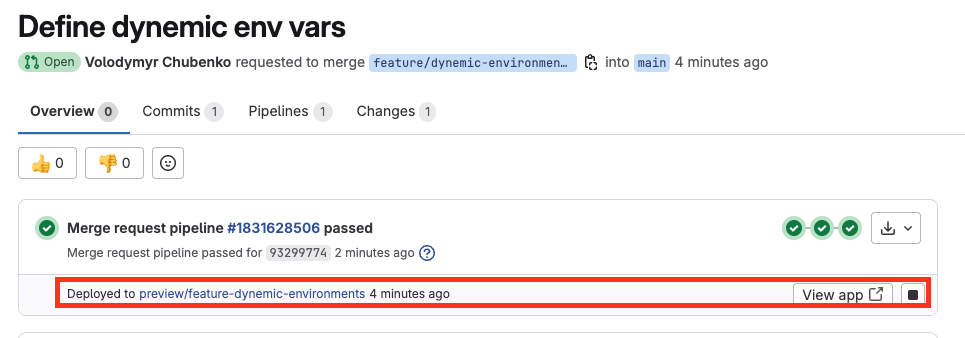 Define dynemic env vars
Open Volodymyr Chubenko requested to merge feature/dynemic-environmen… into main 4 minutes ago
Overview 0 Commits 1 Pipelines 1 Changes 1
👍 0 👎 0
Merge request pipeline #1831628506 passed
Merge request pipeline passed for 93299774 2 minutes ago ?
Deployed to preview/feature-dynemic-environments 4 minutes ago View app